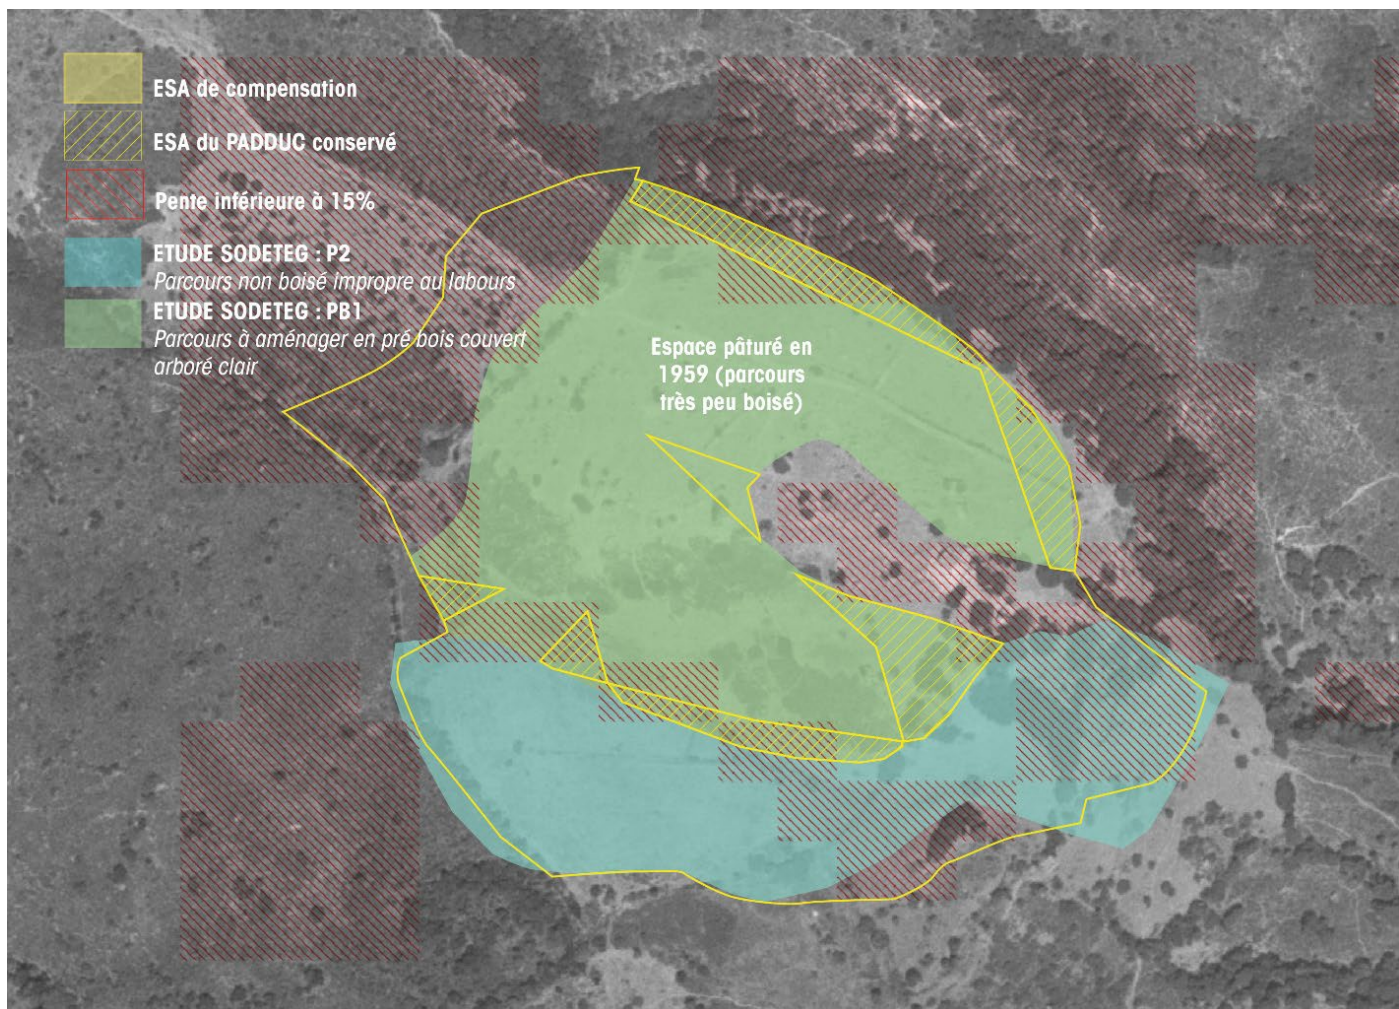 ESA de compensation
ESA du PADDUC conservé
Pente inférieure à 15%
ETUDE SODETEG : P2
Parcours non boisé impropre au labours
ETUDE SODETEG : PB1
Parcours à aménager en pré bois couvert
arboré clair
Espace pâturé en
1959 (parcours
très peu boisé)